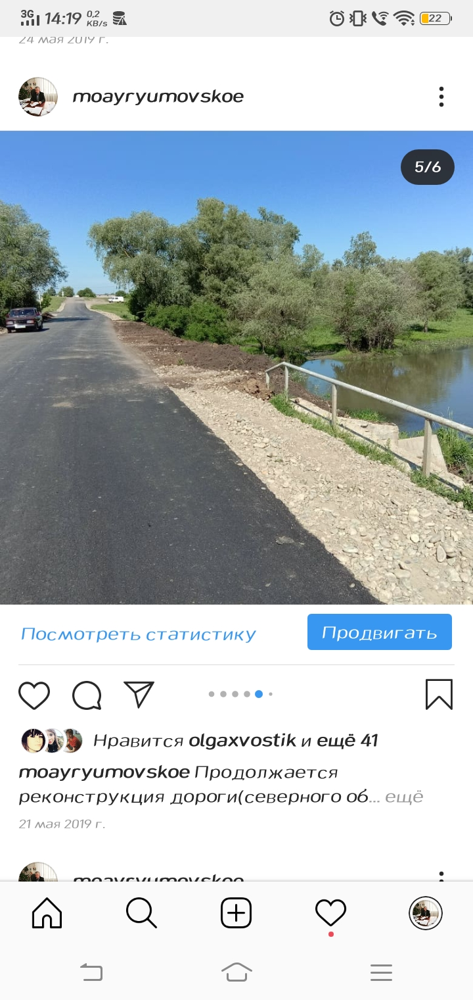 3G 14:19 0,2 KB/s 22
24 мая 2019 г.
moayryumovskoe
5/6
Посмотреть статистику Продвигать
Нравится olgaxvostik и ещё 41
moayryumovskoe Продолжается
реконструкция дороги(северного об... ещё
21 мая 2019 г.
moayryumovskoe